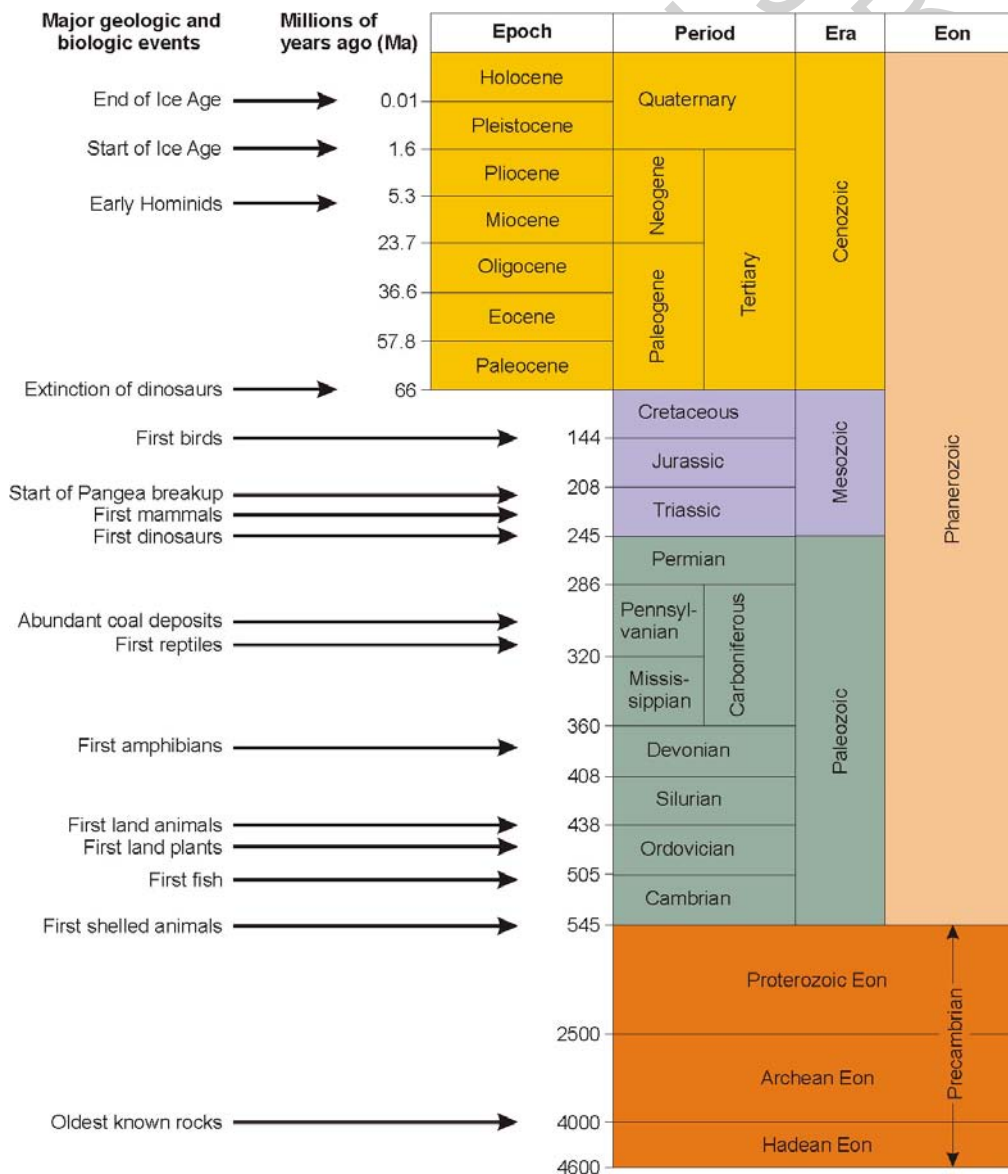 Major geologic and
biologic events
Millions of
years ago (Ma)
Epoch
Period
Era
Eon
End of Ice Age
0.01
Start of Ice Age
1.6
Early Hominids
5.3
23.7
36.6
57.8
Extinction of dinosaurs
66
Holocene
Pleistocene
Pliocene
Miocene
Oligocene
Eocene
Paleocene
Quaternary
Neogene
Paleogene
Tertiary
Cenozoic
Phanerozoic
First birds
144
208
Start of Pangea breakup
First mammals
First dinosaurs
245
Cretaceous
Jurassic
Triassic
Mesozoic
286
Abundant coal deposits
First reptiles
320
360
First amphibians
408
First land animals
438
First land plants
505
First fish
First shelled animals
545
Permian
Pennsyl-
vanian
Missis-
sippian
Carboniferous
Devonian
Silurian
Ordovician
Cambrian
Paleozoic
Proterozoic Eon
2500
Archean Eon
Oldest known rocks
4000
Hadean Eon
4600
Precambrian